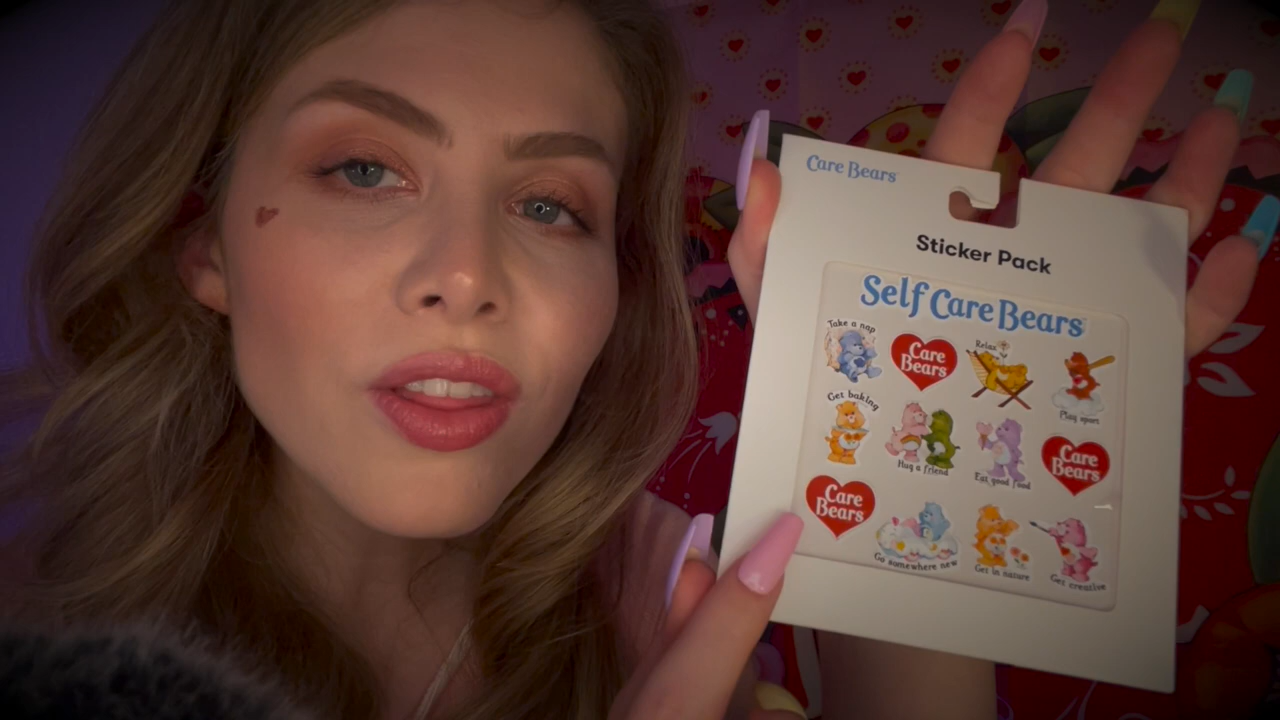 Care Bears
Sticker Pack
Self Care Bears
Take a nap
Care
Bears
Relax
Play sport
Get baking
Hug a friend
Eat good food
Care
Bears
Care
Bears
Go somewhere new
Get in nature
Get creative